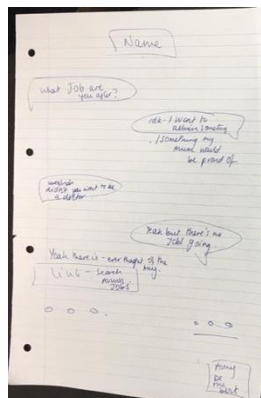 Name
what Job are
you after?
idk - I want to
achieve something
/ something my
mum would
be proud of
didn't you want to be
a doctor
Yeah but there's no
Jobs going.
Yeah there is - ever thought of the
Army.
Link - search
Army
Jobs
Army
be
the
best